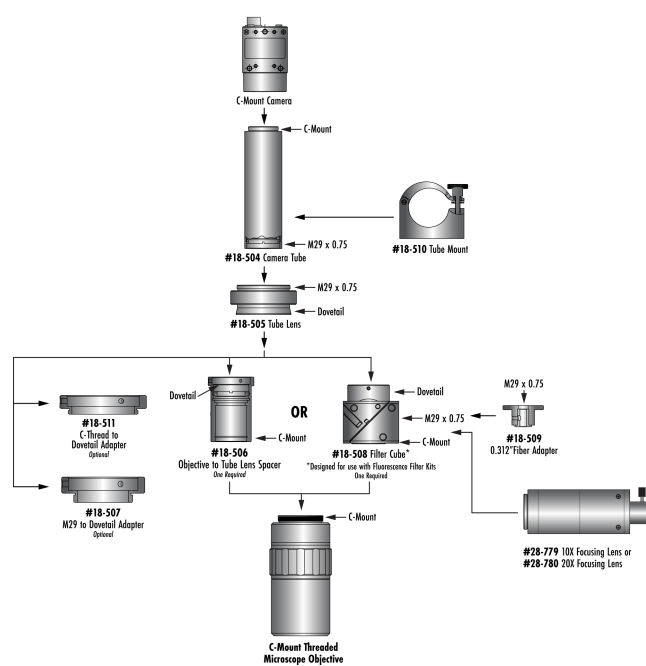 C-Mount Camera
C-Mount
M29 x 0.75
#18-504 Camera Tube
#18-510 Tube Mount
M29 x 0.75
Dovetail
#18-505 Tube Lens
#18-511
C-Thread to
Dovetail Adapter
Optional
#18-507
M29 to Dovetail Adapter
Optional
Dovetail
C-Mount
#18-506
Objective to Tube Lens Spacer
One Required
OR
Dovetail
M29 x 0.75
C-Mount
#18-508 Filter Cube*
*Designed for use with Fluorescence Filter Kits
One Required
M29 x 0.75
#18-509
0.312"Fiber Adapter
#28-779 10X Focusing Lens or
#28-780 20X Focusing Lens
C-Mount
C-Mount Threaded
Microscope Objective